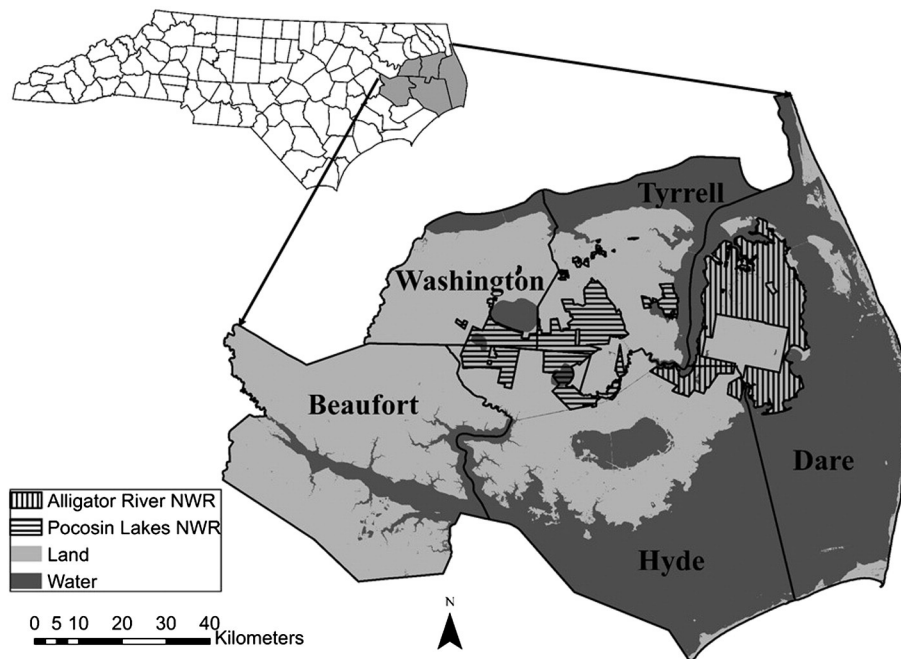 Tyrrell
Washington
Beaufort
Dare
Hyde
Alligator River NWR
Pocosin Lakes NWR
Land
Water
0 5 10 20 30 40
Kilometers
N